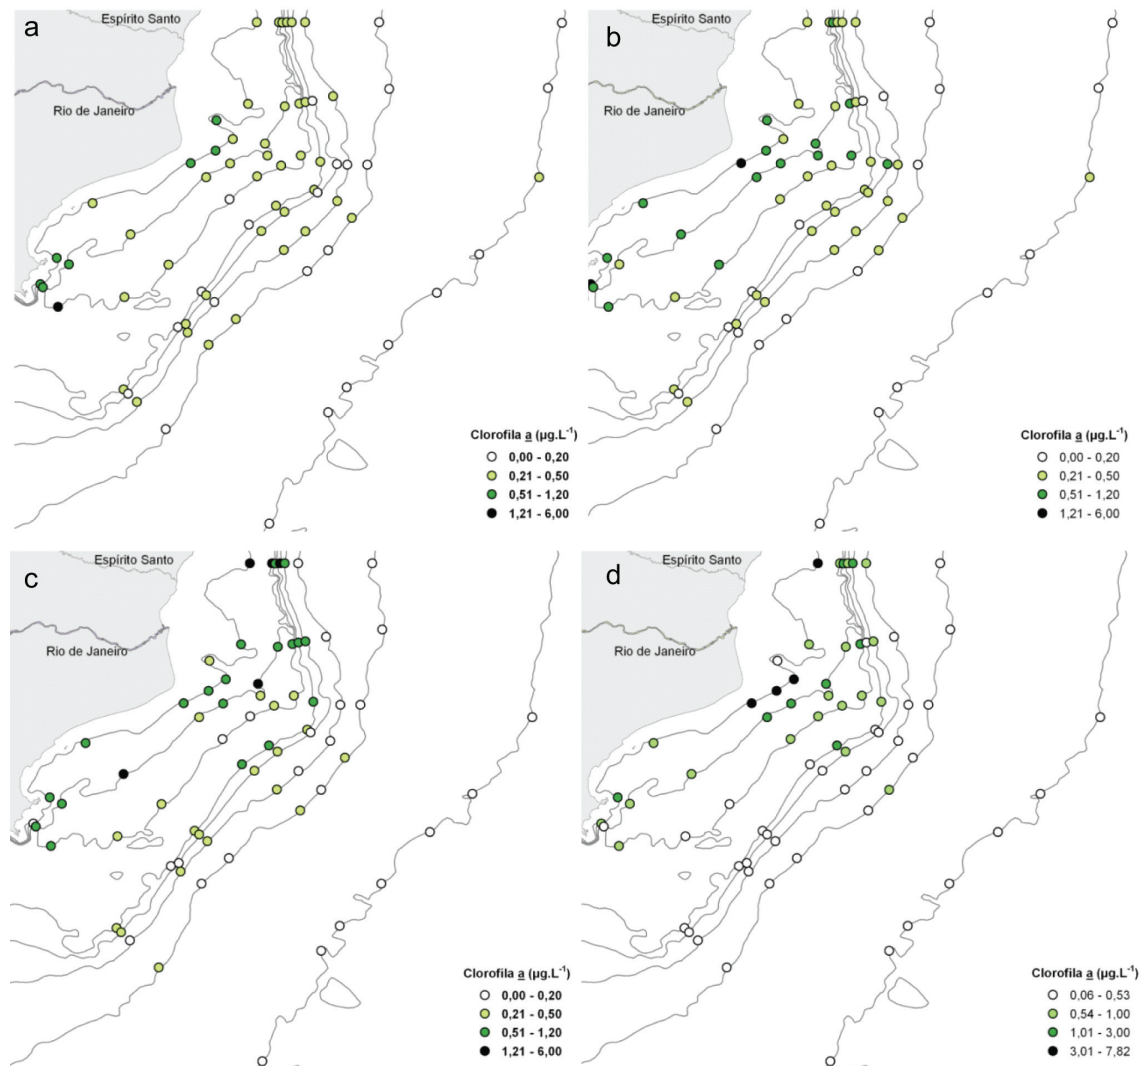 a
Espírito Santo
Rio de Janeiro
Clorofila a (µg.L⁻¹)
0,00 - 0,20
0,21 - 0,50
0,51 - 1,20
1,21 - 6,00
b
Espírito Santo
Rio de Janeiro
Clorofila a (µg.L⁻¹)
0,00 - 0,20
0,21 - 0,50
0,51 - 1,20
1,21 - 6,00
c
Espírito Santo
Rio de Janeiro
Clorofila a (µg.L⁻¹)
0,00 - 0,20
0,21 - 0,50
0,51 - 1,20
1,21 - 6,00
d
Espírito Santo
Rio de Janeiro
Clorofila a (µg.L⁻¹)
0,06 - 0,53
0,54 - 1,00
1,01 - 3,00
3,01 - 7,82